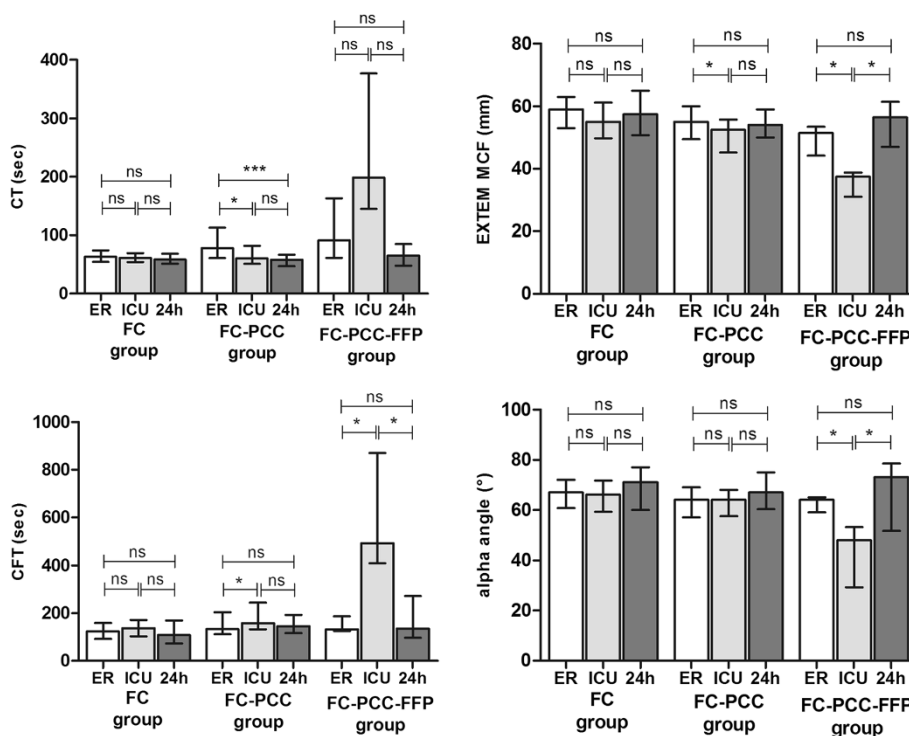 ns
ns ns
CT (sec)
400
300
200
100
0
ns
ns ns
***
* ns
ER ICU 24h ER ICU 24h ER ICU 24h
FC FC-PCC FC-PCC-FFP
group group group
EXTEM MCF (mm)
80
60
40
20
0
ns ns ns
ns ns * ns * *
ER ICU 24h ER ICU 24h ER ICU 24h
FC FC-PCC FC-PCC-FFP
group group group
CFT (sec)
1000
800
600
400
200
0
ns
* *
ns ns
ns ns * ns
ER ICU 24h ER ICU 24h ER ICU 24h
FC FC-PCC FC-PCC-FFP
group group group
alpha angle (°)
100
80
60
40
20
0
ns ns ns
ns ns ns ns * *
ER ICU 24h ER ICU 24h ER ICU 24h
FC FC-PCC FC-PCC-FFP
group group group